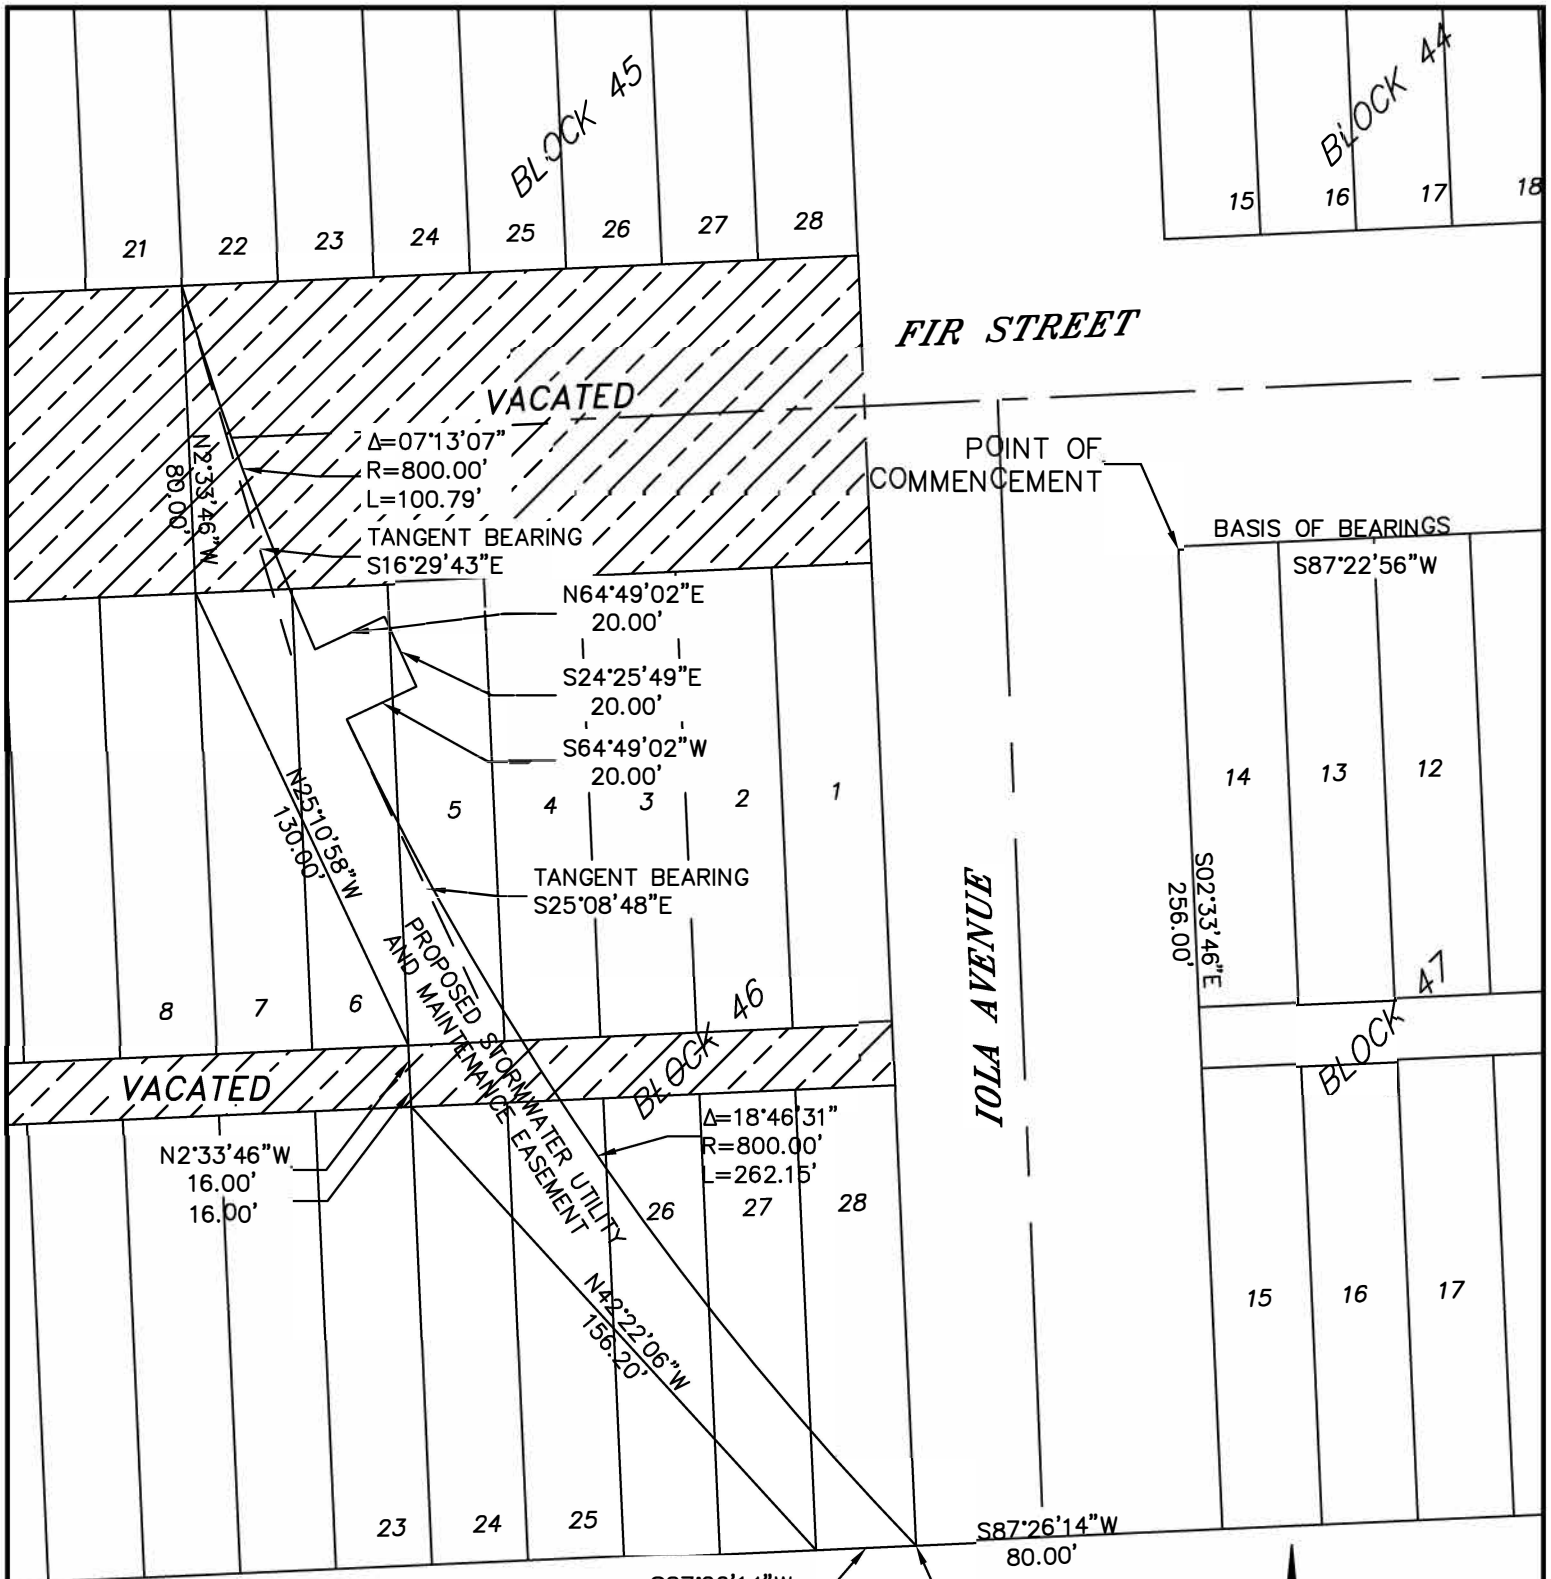 BLOCK 45
BLOCK 44
21
22
23
24
25
26
27
28
15
16
17
18
FIR STREET
VACATED
Δ=07°13'07"
R=800.00'
L=100.79'
N2°33'46"W
80.00'
TANGENT BEARING
S16°29'43"E
POINT OF
COMMENCEMENT
BASIS OF BEARINGS
S87°22'56"W
N64°49'02"E
20.00'
S24°25'49"E
20.00'
S64°49'02"W
20.00'
N25°10'58"W
130.00'
8
7
6
5
4
3
2
1
14
13
12
TANGENT BEARING
S25°08'48"E
IOLA AVENUE
S02°33'46"E
256.00'
PROPOSED STORMWATER UTILITY
AND MAINTENANCE EASEMENT
BLOCK 46
BLOCK 47
VACATED
N2°33'46"W
16.00'
16.00'
Δ=18°46'31"
R=800.00'
L=262.15'
26
27
28
N42°22'06"W
156.20'
15
16
17
23
24
25
S87°26'14"W
80.00'